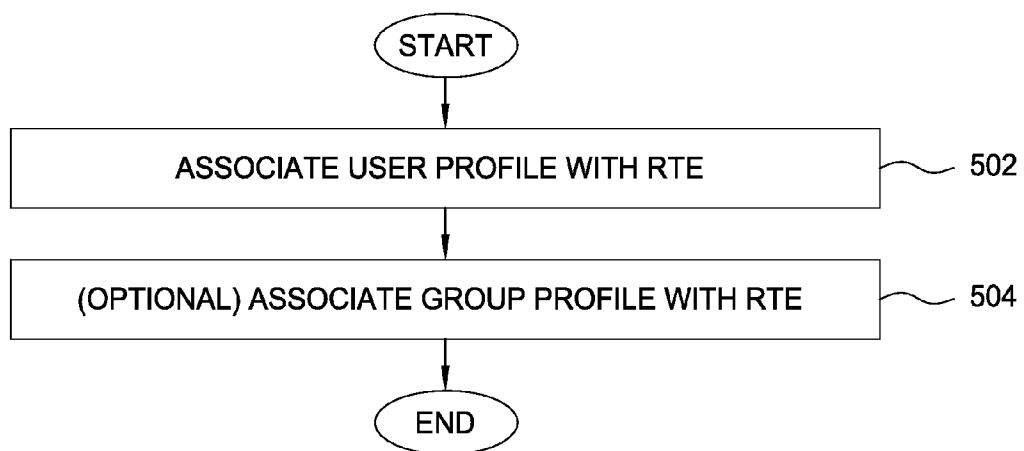 START
ASSOCIATE USER PROFILE WITH RTE
502
(OPTIONAL) ASSOCIATE GROUP PROFILE WITH RTE
504
END